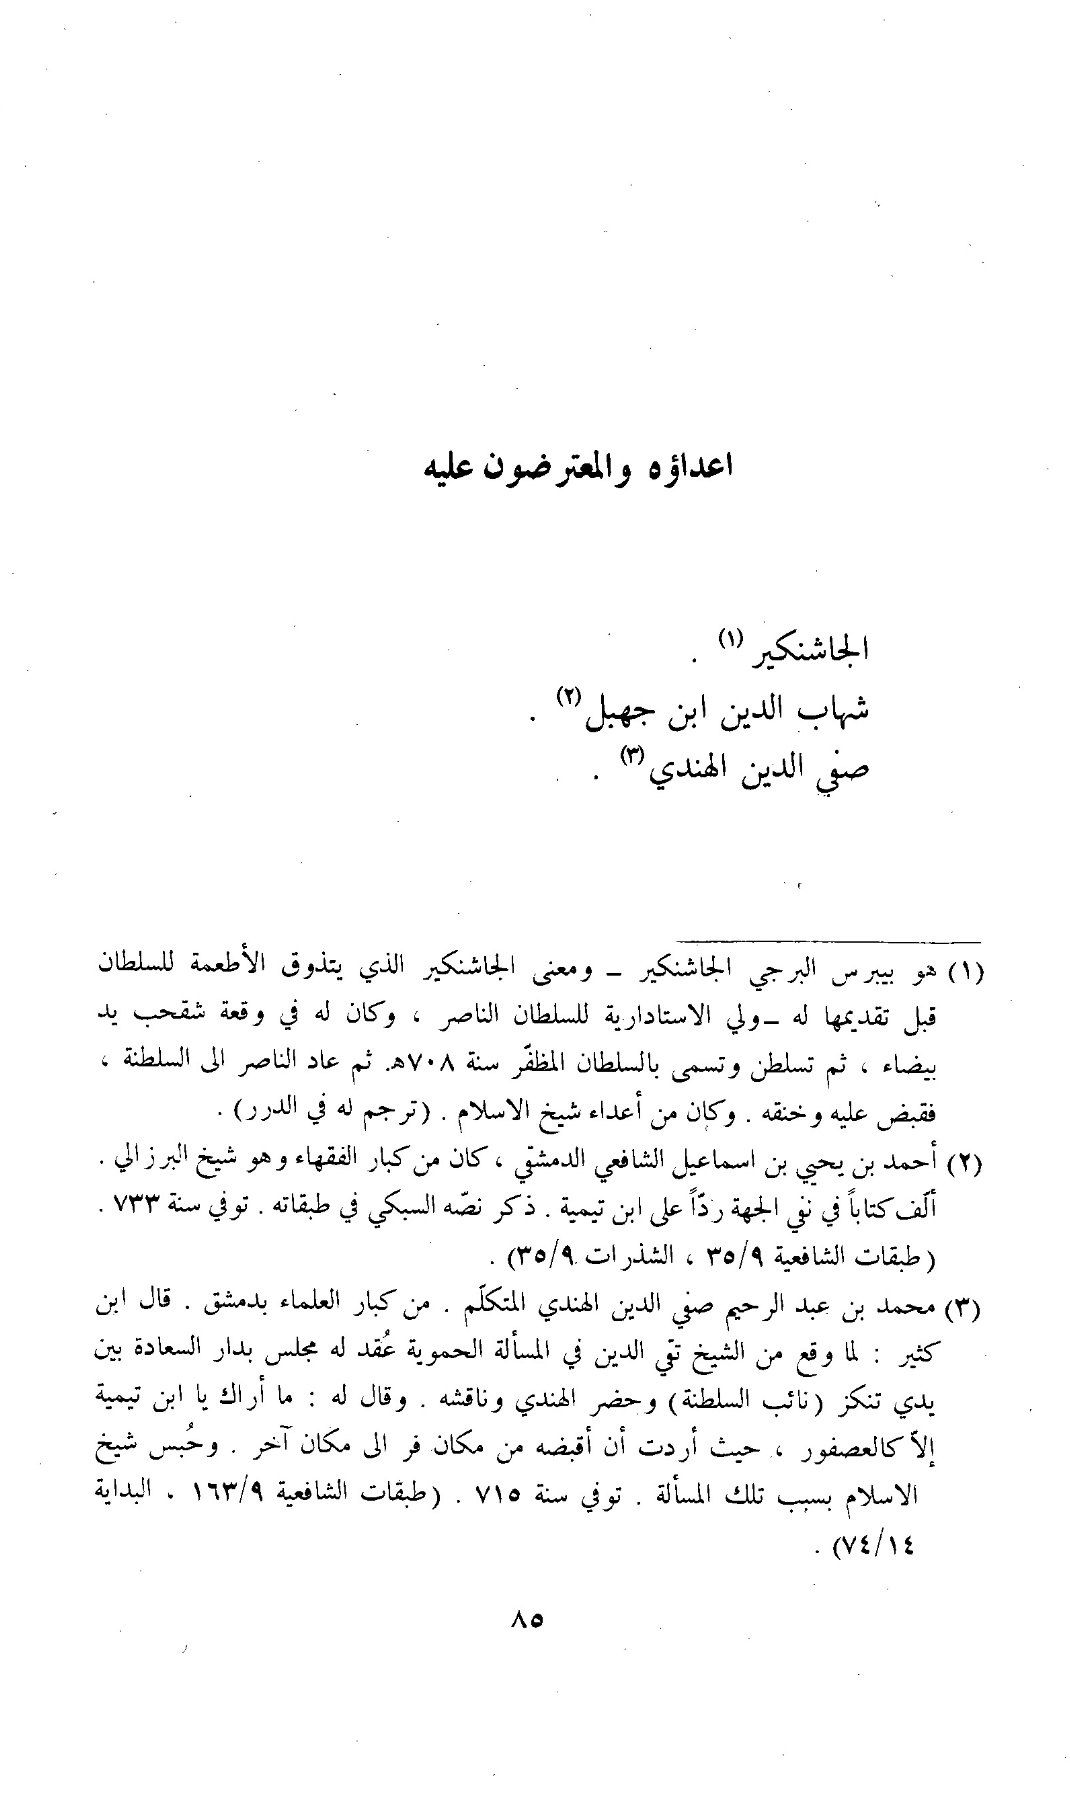 اعداؤه والمعترضون عليه
الجاشنكير (١) .
شهاب الدين ابن جهبل (٢) .
صفي الدين الهندي (٣) .
(١) هو بيبرس البرجي الجاشنكير – ومعنى الجاشنكير الذي يتذوق الأطعمة للسلطان
قبل تقديمها له – ولي الاستادارية للسلطان الناصر ، وكان له في وقعة شقحب يد
بيضاء ، ثم تسلطن وتسمى بالسلطان المظفّر سنة ٧٠٨هـ. ثم عاد الناصر الى السلطنة ،
فقبض عليه وخنقه . وكان من أعداء شيخ الاسلام . (ترجم له في الدرر) .
(٢) أحمد بن يحيي بن اسماعيل الشافعي الدمشقي ، كان من كبار الفقهاء وهو شيخ البرزالي .
ألّف كتاباً في نفي الجهة ردّاً على ابن تيمية . ذكر نصّه السبكي في طبقاته . توفي سنة ٧٣٣ .
(طبقات الشافعية ٣٥/٩ ، الشذرات ٣٥/٩) .
(٣) محمد بن عبد الرحيم صفي الدين الهندي المتكلّم . من كبار العلماء بدمشق . قال ابن
كثير : لما وقع من الشيخ تقي الدين في المسألة الحموية عُقد له مجلس بدار السعادة بين
يدي تنكز (نائب السلطنة) وحضر الهندي وناقشه . وقال له : ما أراك يا ابن تيمية
إلاّ كالعصفور ، حيث أردت أن أقبضه من مكان فر الى مكان آخر . وحُبس شيخ
الاسلام بسبب تلك المسألة . توفي سنة ٧١٥ . (طبقات الشافعية ١٦٣/٩ ، البداية
٧٤/١٤) .
٨٥